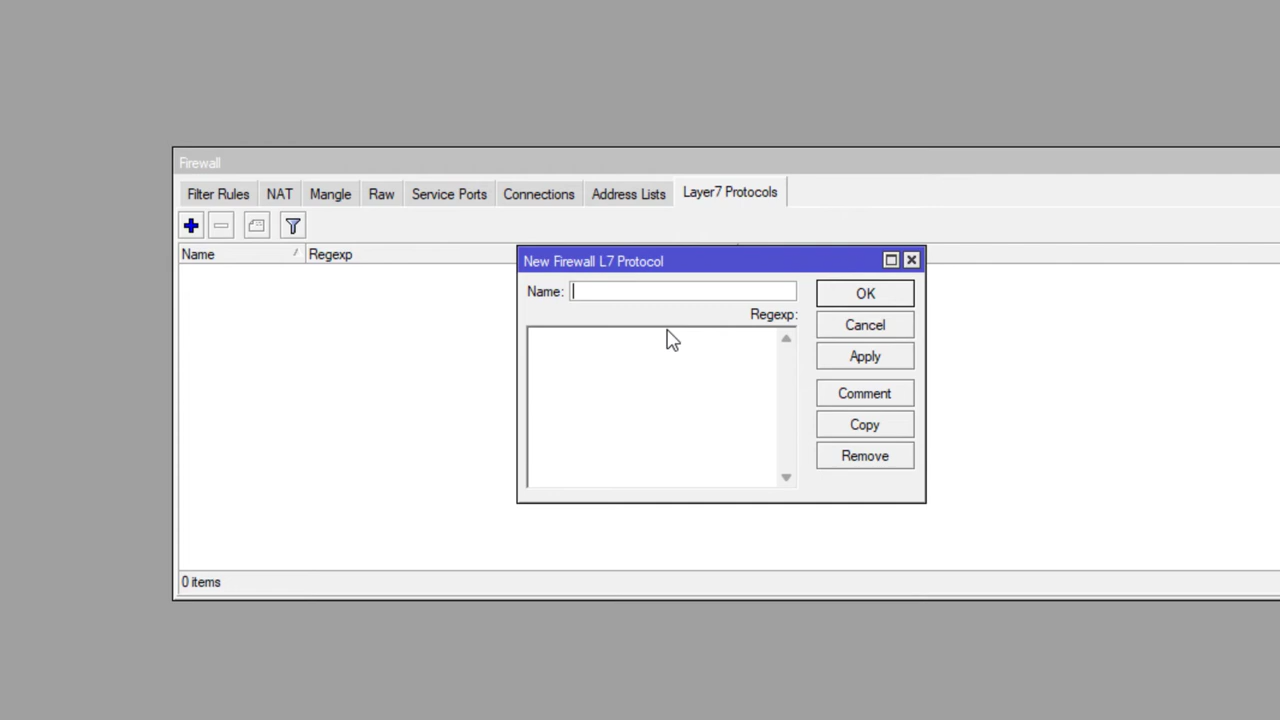 Firewall
Filter Rules NAT Mangle Raw Service Ports Connections Address Lists Layer7 Protocols
Name / Regexp
New Firewall L7 Protocol
Name: OK
Regexp:
Cancel
Apply
Comment
Copy
Remove
0 items